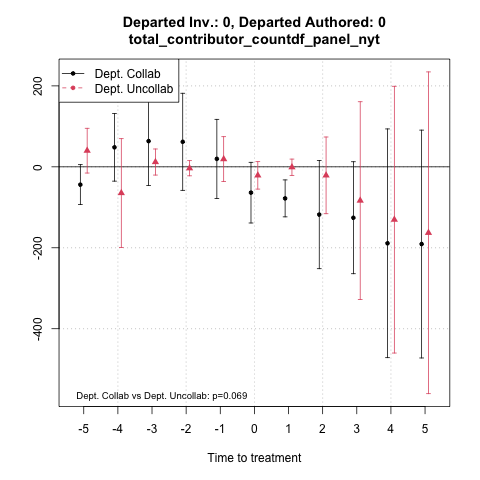 Departed Inv.: 0, Departed Authored: 0
total_contributor_countdf_panel_nyt
Dept. Collab
Dept. Uncollab
200
0
-200
-400
Dept. Collab vs Dept. Uncollab: p=0.069
-5 -4 -3 -2 -1 0 1 2 3 4 5
Time to treatment